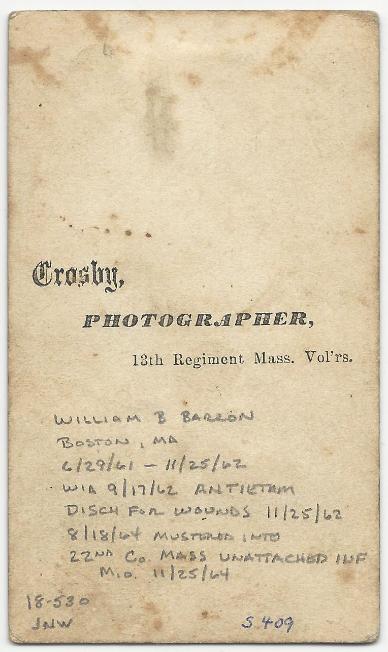 Crosby,
PHOTOGRAPHER,
13th Regiment Mass. Vol'rs.
WILLIAM B BARRON
BOSTON, MA
6/29/61 - 11/25/62
WIA 9/17/62 ANTIETAM
DISCH FOR WOUNDS 11/25/62
8/18/64 MUSTERED INTO
22ND CO. MASS UNATTACHED INF
M.O. 11/25/64
18-530
JNW
S409